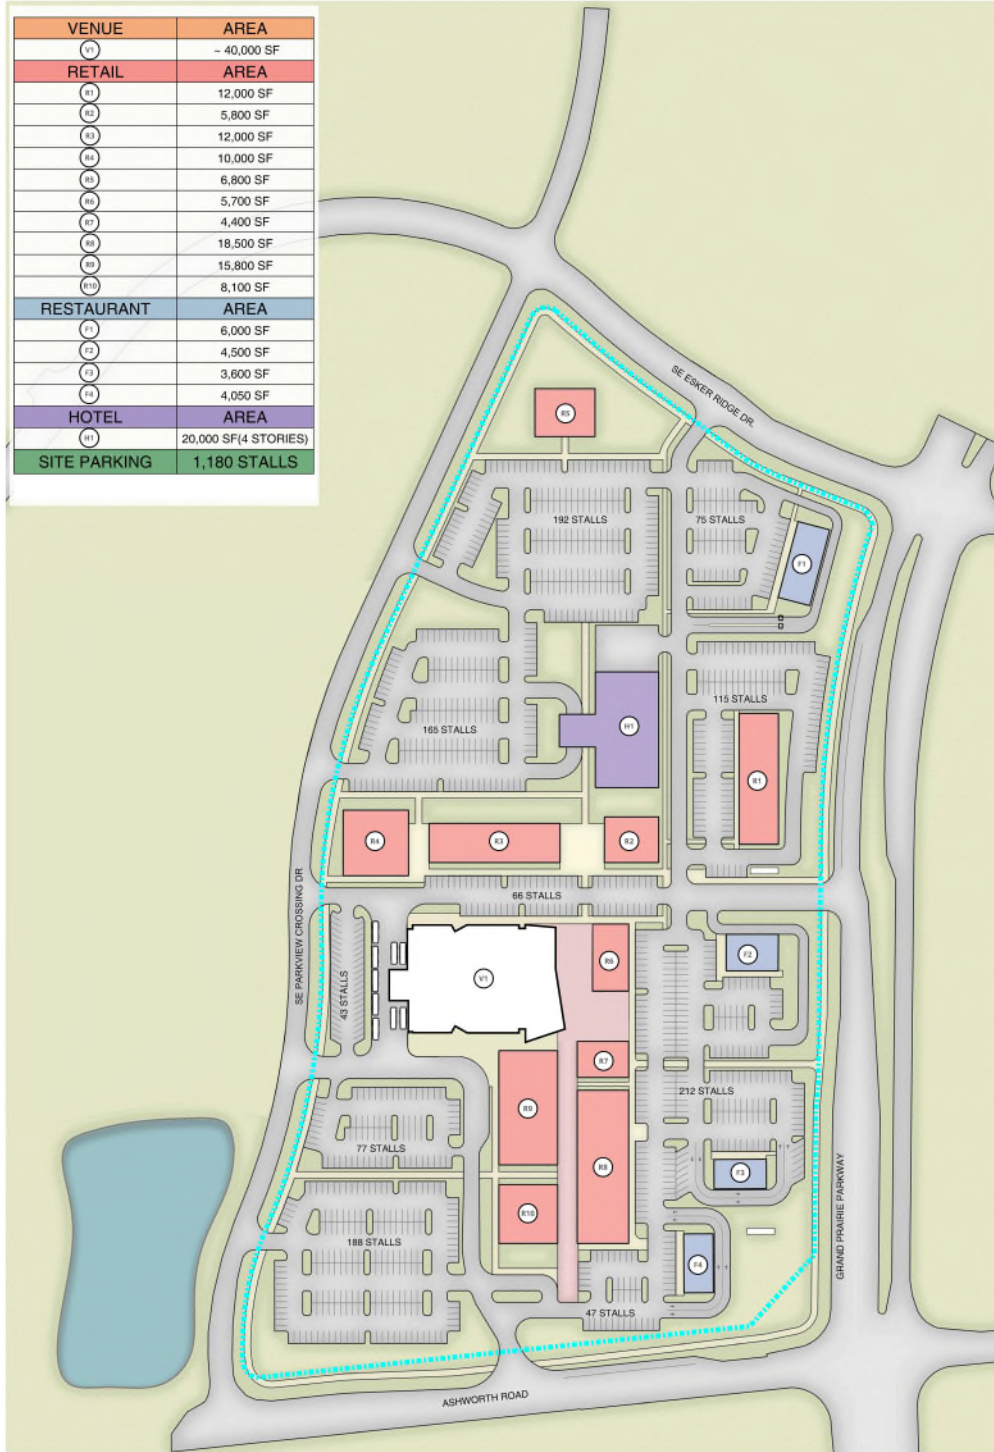 VENUE AREA
V1 ~ 40,000 SF
RETAIL AREA
R1 12,000 SF
R2 5,800 SF
R3 12,000 SF
R4 10,000 SF
R5 6,800 SF
R6 5,700 SF
R7 4,400 SF
R8 18,500 SF
R9 15,800 SF
R10 8,100 SF
RESTAURANT AREA
F1 6,000 SF
F2 4,500 SF
F3 3,600 SF
F4 4,050 SF
HOTEL AREA
H1 20,000 SF(4 STORIES)
SITE PARKING 1,180 STALLS
SE ESKER RIDGE DR.
R5
192 STALLS
75 STALLS
F1
115 STALLS
165 STALLS
H1
R1
R4
R3
R2
66 STALLS
SE PARKVIEW CROSSING DR
43 STALLS
V1
R6
F2
R7
212 STALLS
R9
77 STALLS
R8
F3
R10
188 STALLS
F4
GRAND PRAIRIE PARKWAY
47 STALLS
ASHWORTH ROAD